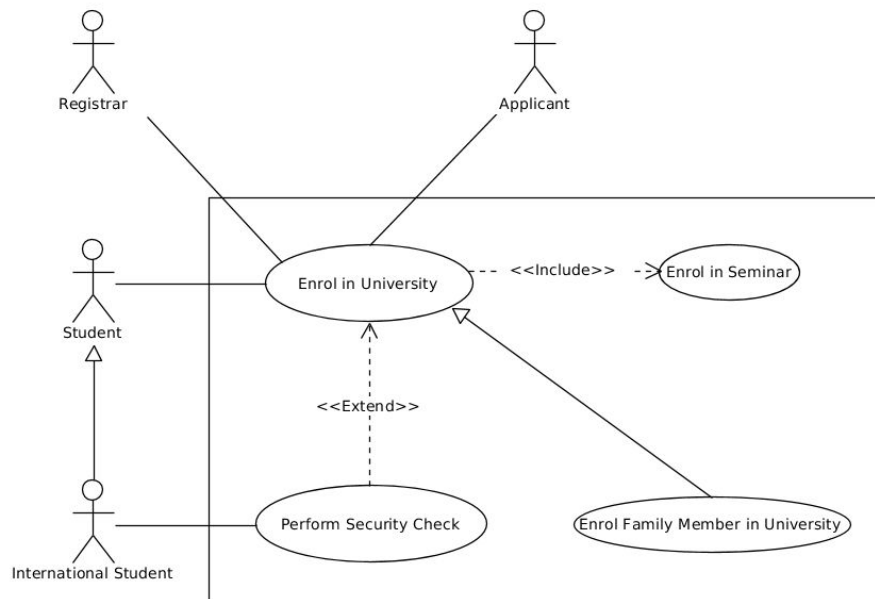 Registrar
Applicant
Enrol in University
<<Include>>
Enrol in Seminar
Student
<<Extend>>
Perform Security Check
Enrol Family Member in University
International Student